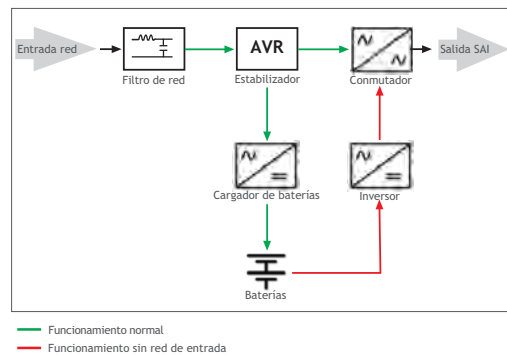 Entrada red
Filtro de red
AVR
Estabilizador
Conmutador
Salida SAI
Cargador de baterías
Inversor
Baterías
Funcionamiento normal
Funcionamiento sin red de entrada